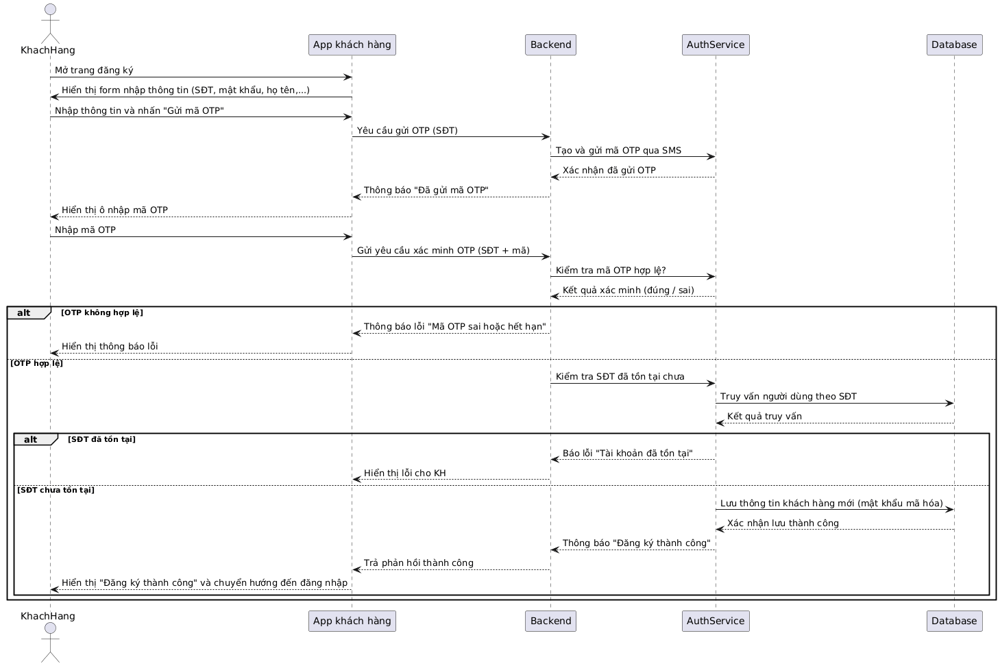 KhachHang
App khách hàng
Backend
AuthService
Database
Mở trang đăng ký
Hiển thị form nhập thông tin (SĐT, mật khẩu, họ tên,...)
Nhập thông tin và nhấn "Gửi mã OTP"
Yêu cầu gửi OTP (SĐT)
Tạo và gửi mã OTP qua SMS
Xác nhận đã gửi OTP
Thông báo "Đã gửi mã OTP"
Hiển thị ô nhập mã OTP
Nhập mã OTP
Gửi yêu cầu xác minh OTP (SĐT + mã)
Kiểm tra mã OTP hợp lệ?
Kết quả xác minh (đúng / sai)
alt [OTP không hợp lệ]
Thông báo lỗi "Mã OTP sai hoặc hết hạn"
Hiển thị thông báo lỗi
[OTP hợp lệ]
Kiểm tra SĐT đã tồn tại chưa
Truy vấn người dùng theo SĐT
Kết quả truy vấn
alt [SĐT đã tồn tại]
Báo lỗi "Tài khoản đã tồn tại"
Hiển thị lỗi cho KH
[SĐT chưa tồn tại]
Lưu thông tin khách hàng mới (mật khẩu mã hóa)
Xác nhận lưu thành công
Thông báo "Đăng ký thành công"
Trả phản hồi thành công
Hiển thị "Đăng ký thành công" và chuyển hướng đến đăng nhập
KhachHang
App khách hàng
Backend
AuthService
Database